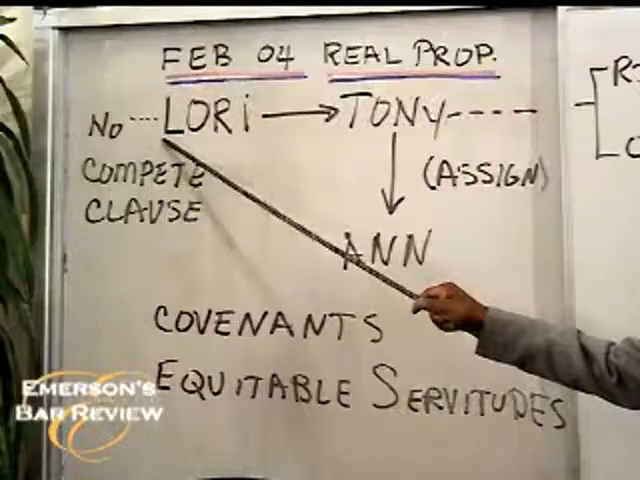 FEB 04 REAL PROP.
No ---- LORi → TONY-----
COMPETE CLAUSE
(ASSIGN)
ANN
COVENANTS
EQUITABLE SERVITUDES
EMERSON'S
BAR REVIEW